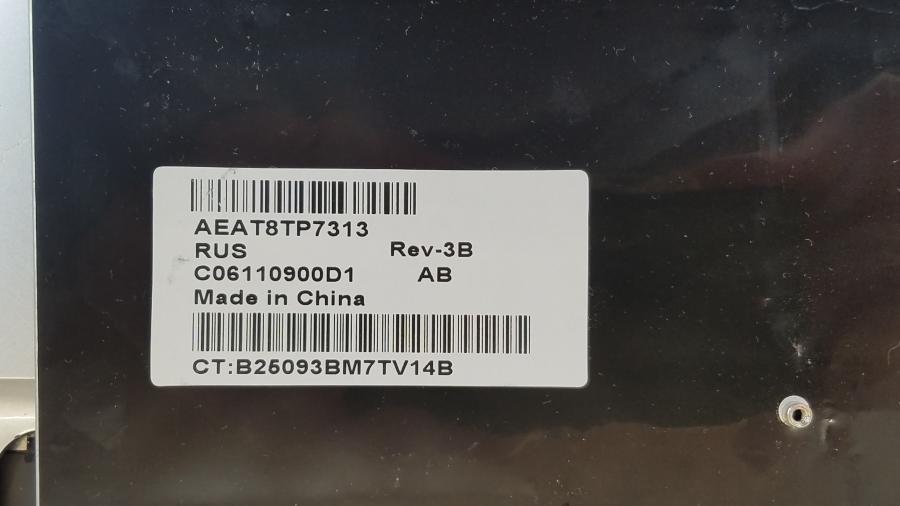 AEAT8TP7313
RUS Rev-3B
C06110900D1 AB
Made in China
CT:B25093BM7TV14B